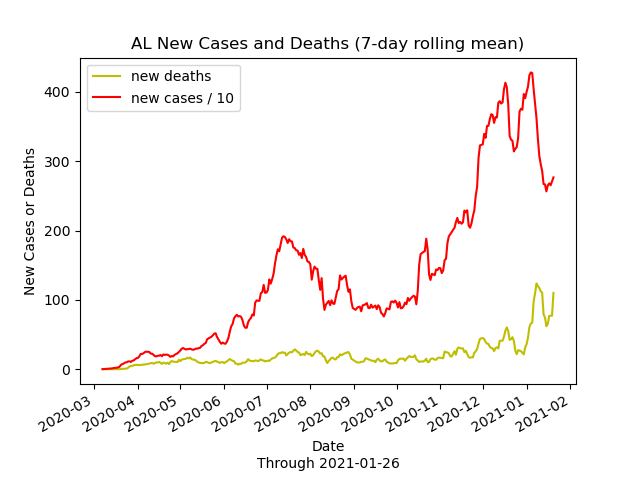 AL New Cases and Deaths (7-day rolling mean)
new deaths
new cases / 10
New Cases or Deaths
400
300
200
100
0
2020-03
2020-04
2020-05
2020-06
2020-07
2020-08
2020-09
2020-10
2020-11
2020-12
2021-01
2021-02
Date
Through 2021-01-26